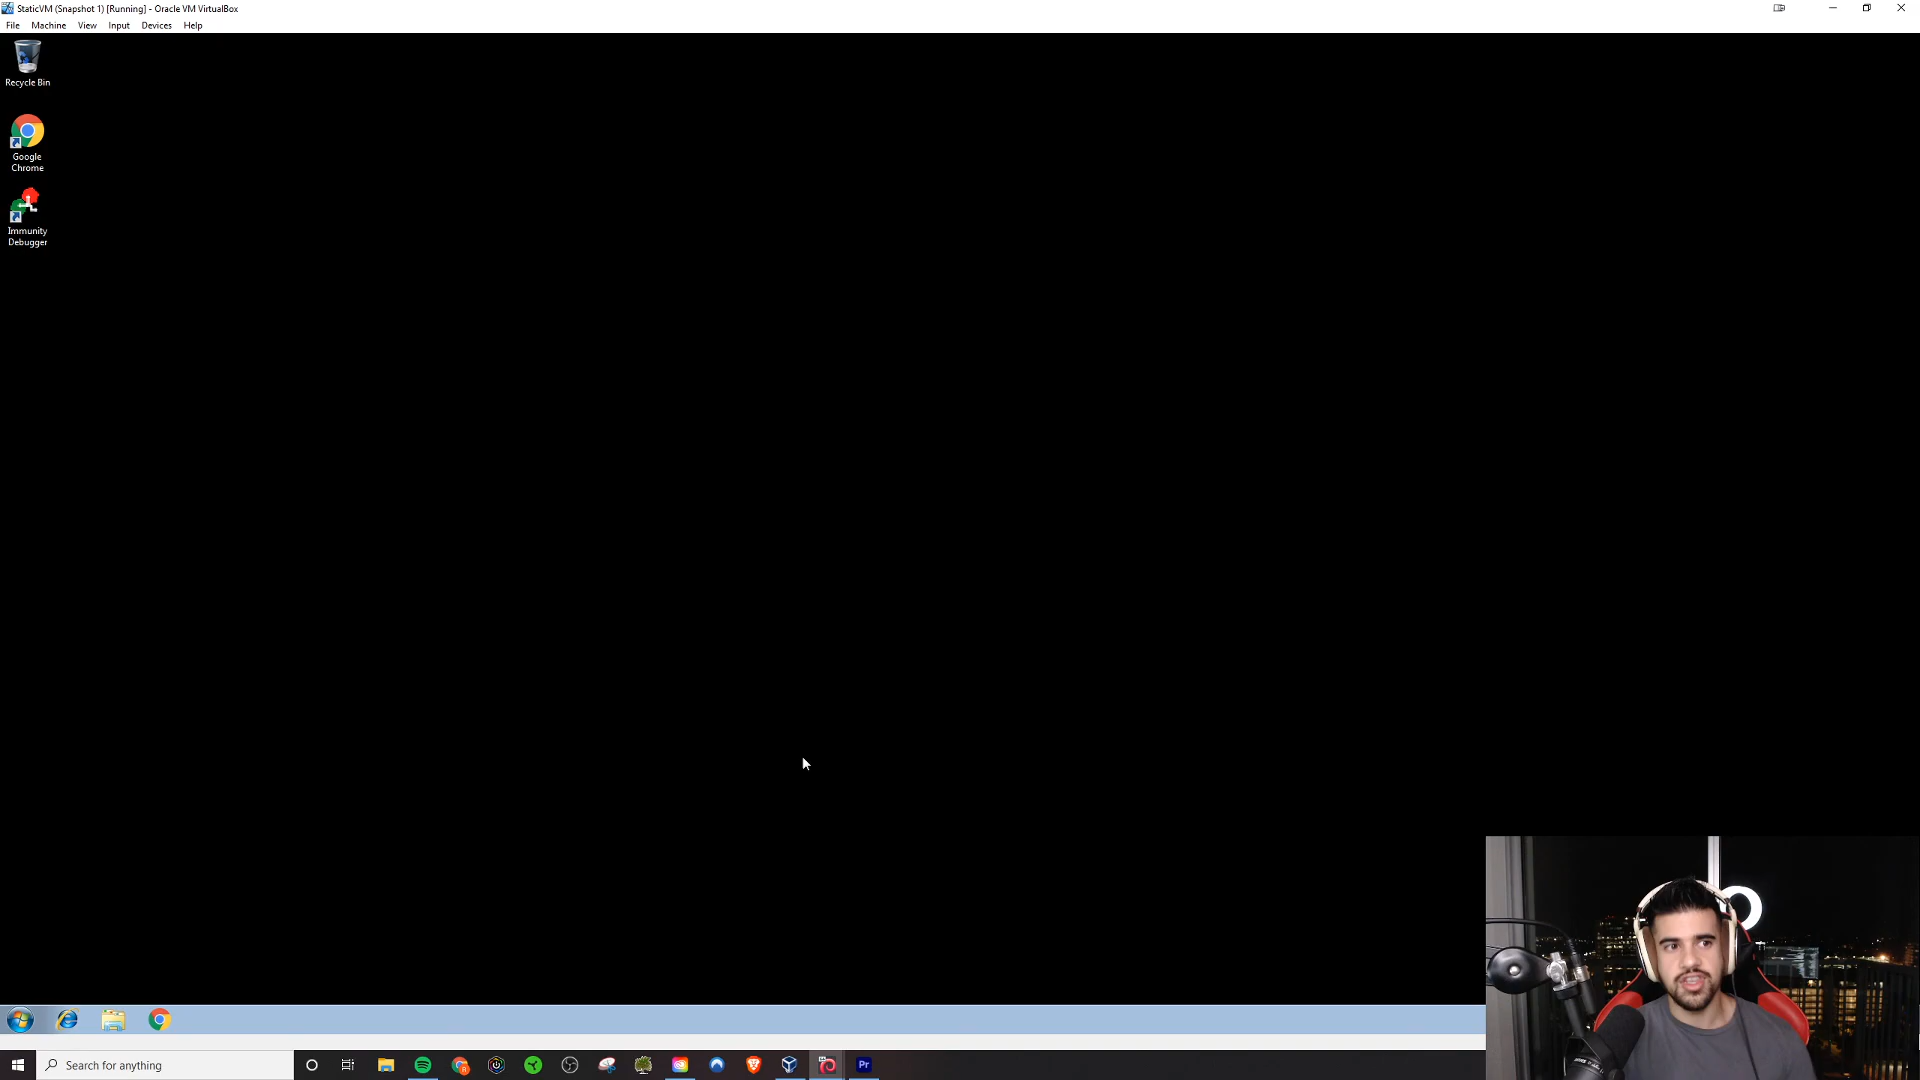 StaticVM (Snapshot 1) [Running] - Oracle VM VirtualBox
File Machine View Input Devices Help
Recycle Bin
Google
Chrome
Immunity
Debugger
Search for anything
Pr